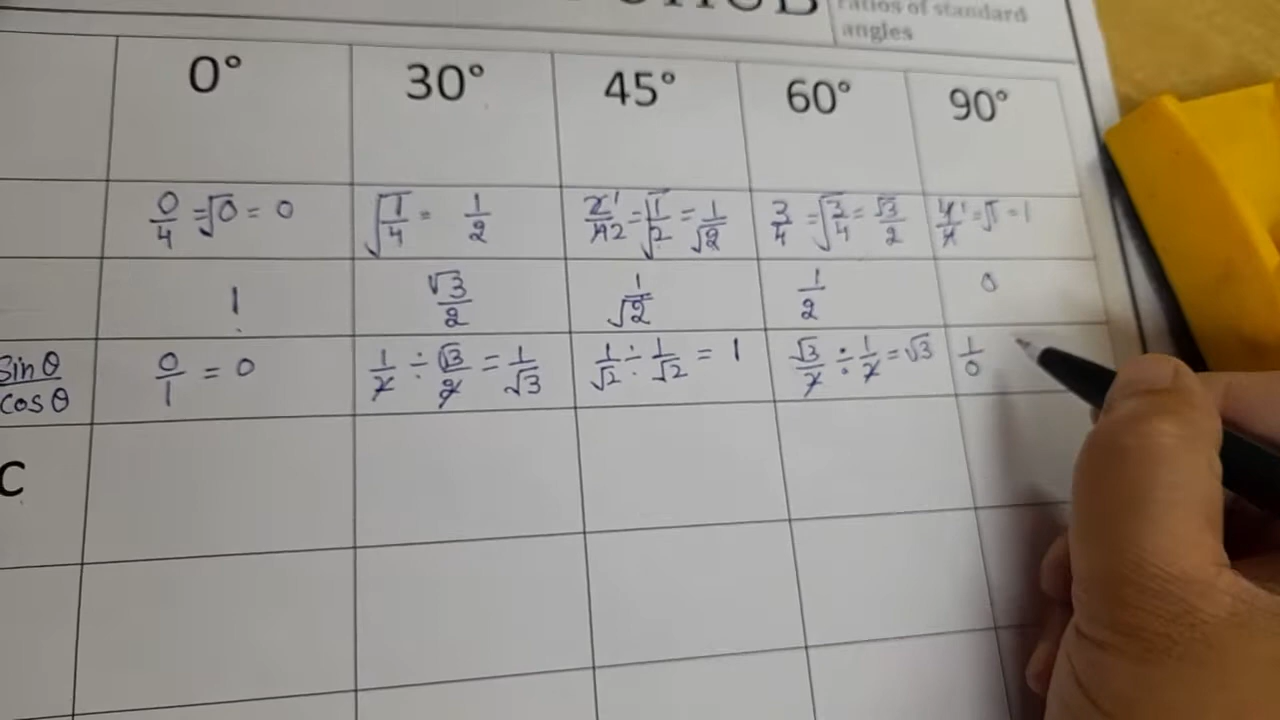 ratios of standard
angles
0° 30° 45° 60° 90°
0/4 = √0 = 0 √1/4 = 1/2 2 1/4 2 = √1/2 = 1/√2 3/4 = √3/4 = √3/2 4 1/4 = √1 = 1
1 √3/2 1/√2 1/2 0
Sinθ/cosθ 0/1 = 0 1/2 ÷ √3/2 = 1/√3 1/√2 ÷ 1/√2 = 1 √3/2 ÷ 1/2 = √3 1/0
C